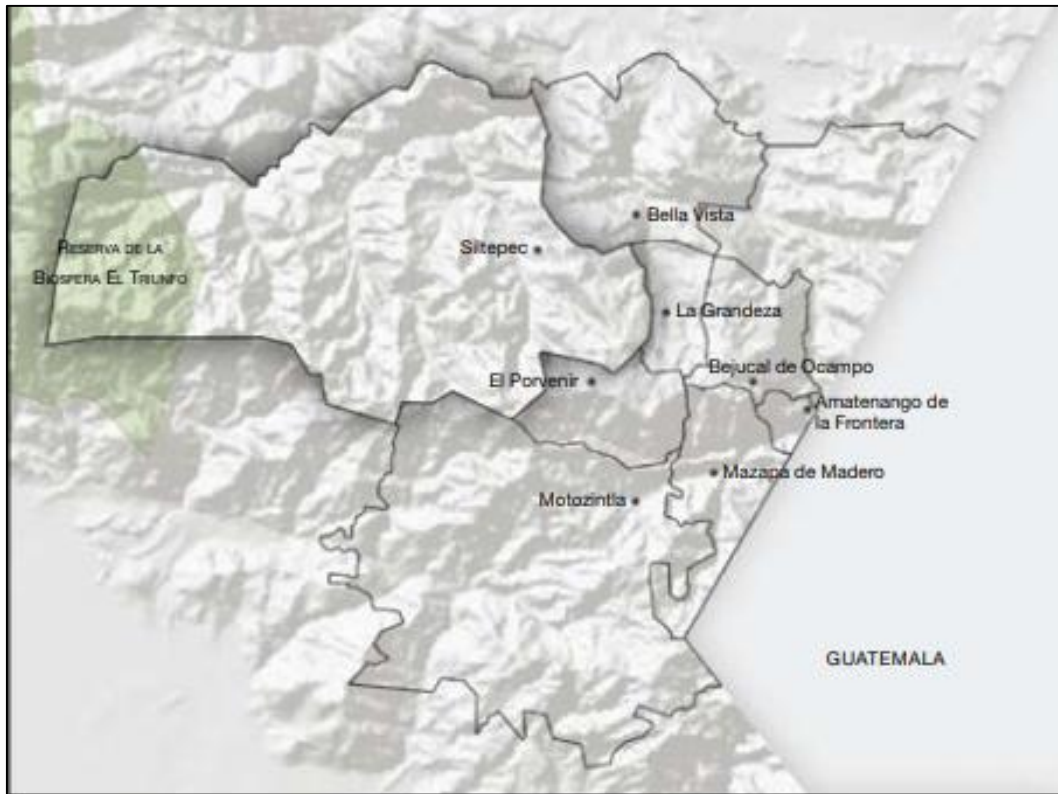 Bella Vista
Siltepec
Reserva de la
Biosfera El Triunfo
La Grandeza
Bejucal de Ocampo
El Porvenir
Amatenango de
la Frontera
Mazapa de Madero
Motozintla
GUATEMALA